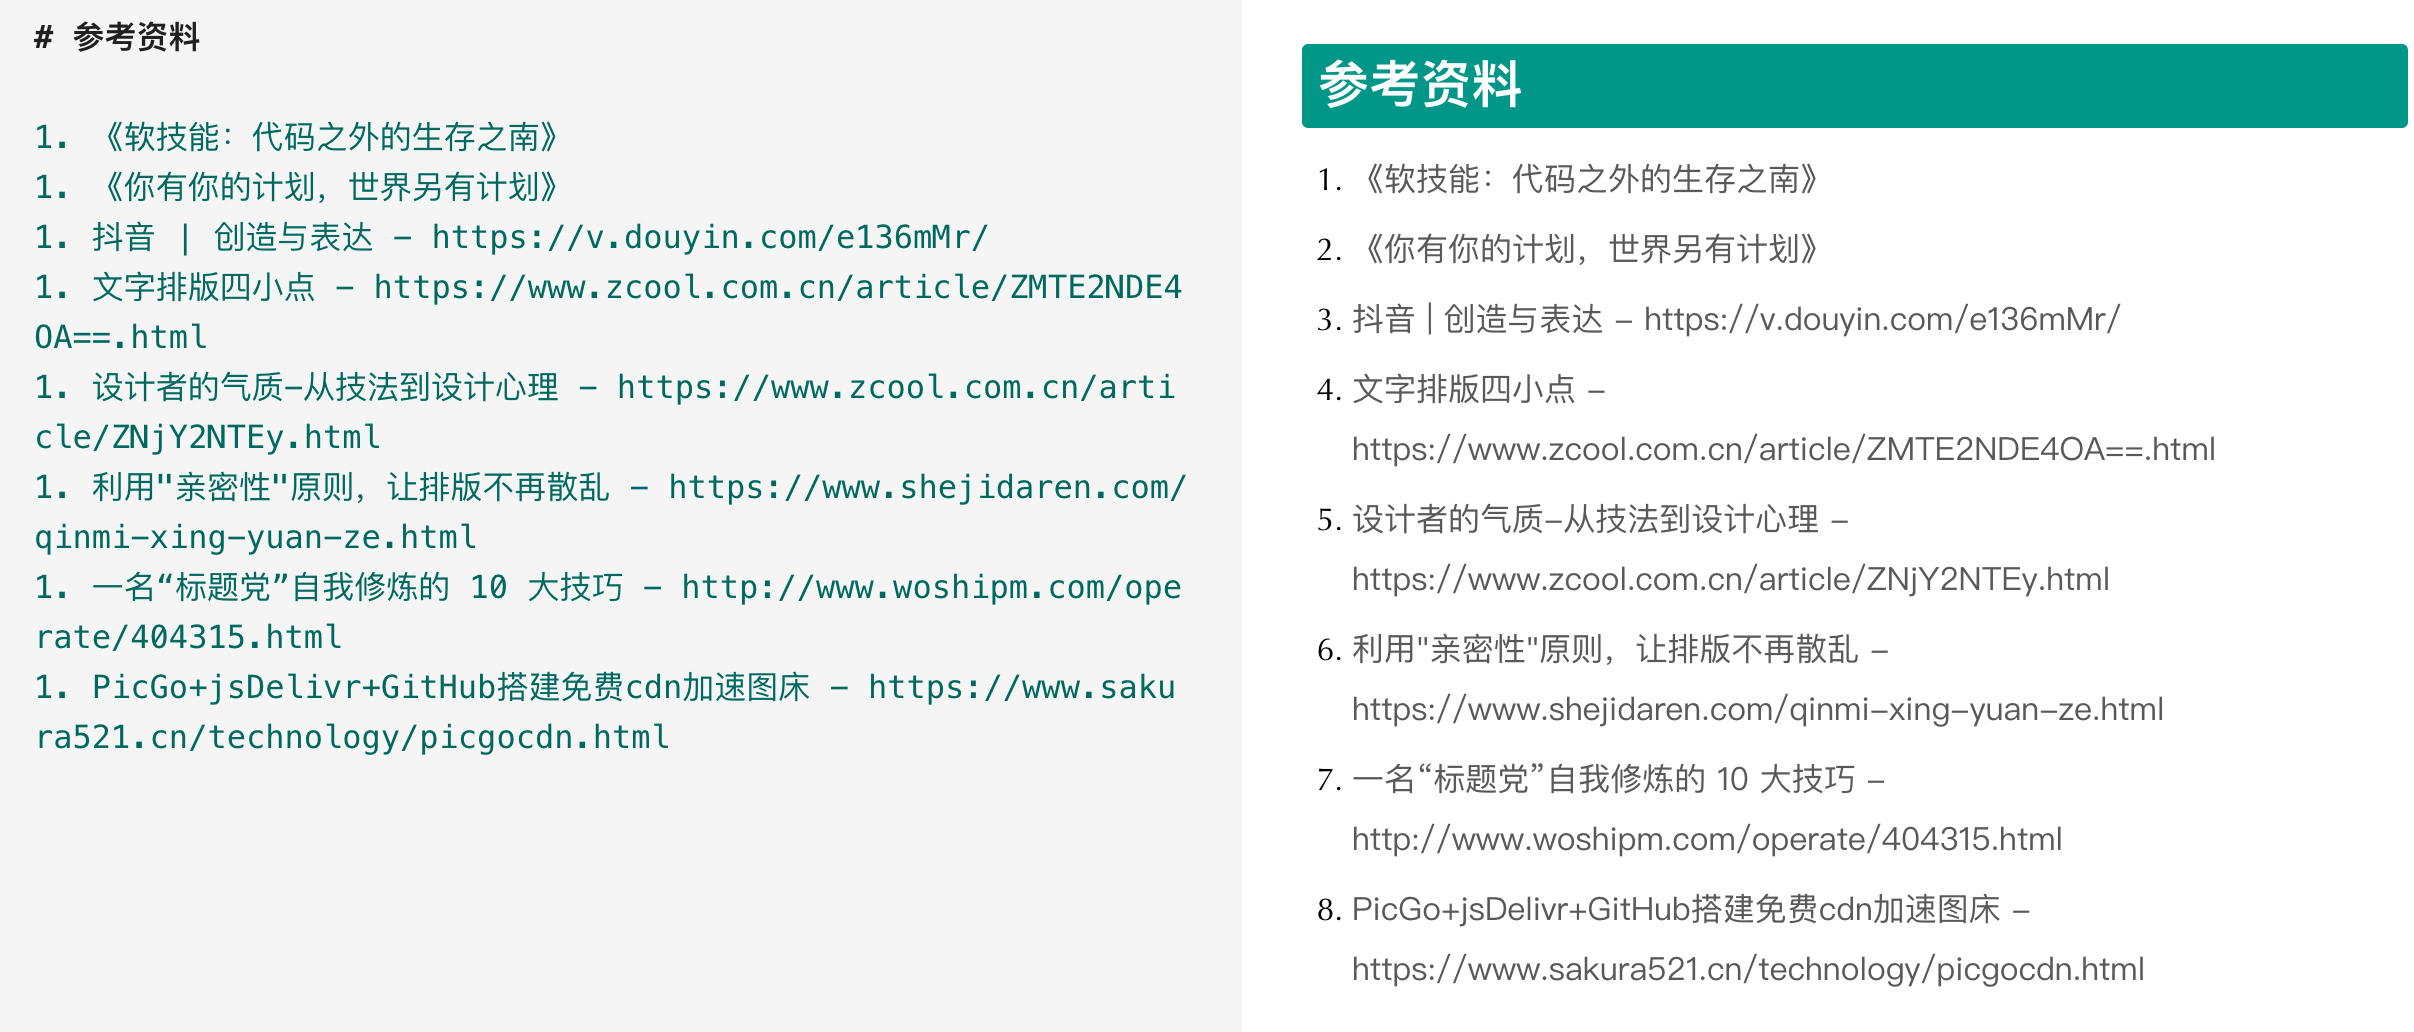 # 参考资料
1. 《软技能：代码之外的生存之南》
1. 《你有你的计划，世界另有计划》
1. 抖音 | 创造与表达 - https://v.douyin.com/e136mMr/
1. 文字排版四小点 - https://www.zcool.com.cn/article/ZMTE2NDE4
OA==.html
1. 设计者的气质-从技法到设计心理 - https://www.zcool.com.cn/arti
cle/ZNjY2NTEy.html
1. 利用"亲密性"原则，让排版不再散乱 - https://www.shejidaren.com/
qinmi-xing-yuan-ze.html
1. 一名“标题党”自我修炼的 10 大技巧 - http://www.woshipm.com/ope
rate/404315.html
1. PicGo+jsDelivr+GitHub搭建免费cdn加速图床 - https://www.saku
ra521.cn/technology/picgocdn.html
参考资料
1. 《软技能：代码之外的生存之南》
2. 《你有你的计划，世界另有计划》
3. 抖音 | 创造与表达 - https://v.douyin.com/e136mMr/
4. 文字排版四小点 -
https://www.zcool.com.cn/article/ZMTE2NDE4OA==.html
5. 设计者的气质-从技法到设计心理 -
https://www.zcool.com.cn/article/ZNjY2NTEy.html
6. 利用"亲密性"原则，让排版不再散乱 -
https://www.shejidaren.com/qinmi-xing-yuan-ze.html
7. 一名“标题党”自我修炼的 10 大技巧 -
http://www.woshipm.com/operate/404315.html
8. PicGo+jsDelivr+GitHub搭建免费cdn加速图床 -
https://www.sakura521.cn/technology/picgocdn.html